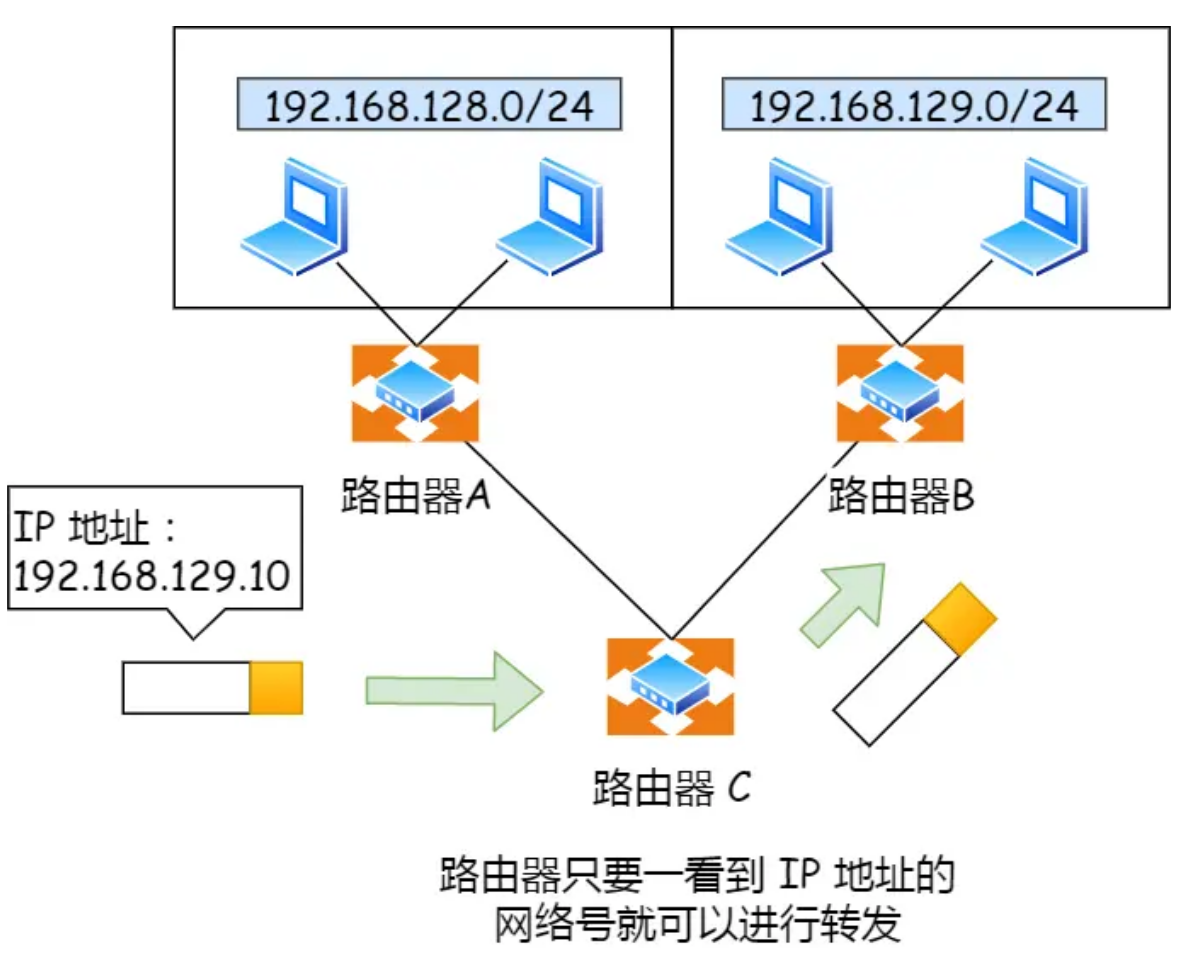 192.168.128.0/24
192.168.129.0/24
路由器A
路由器B
IP 地址：
192.168.129.10
路由器 C
路由器只要一看到 IP 地址的
网络号就可以进行转发